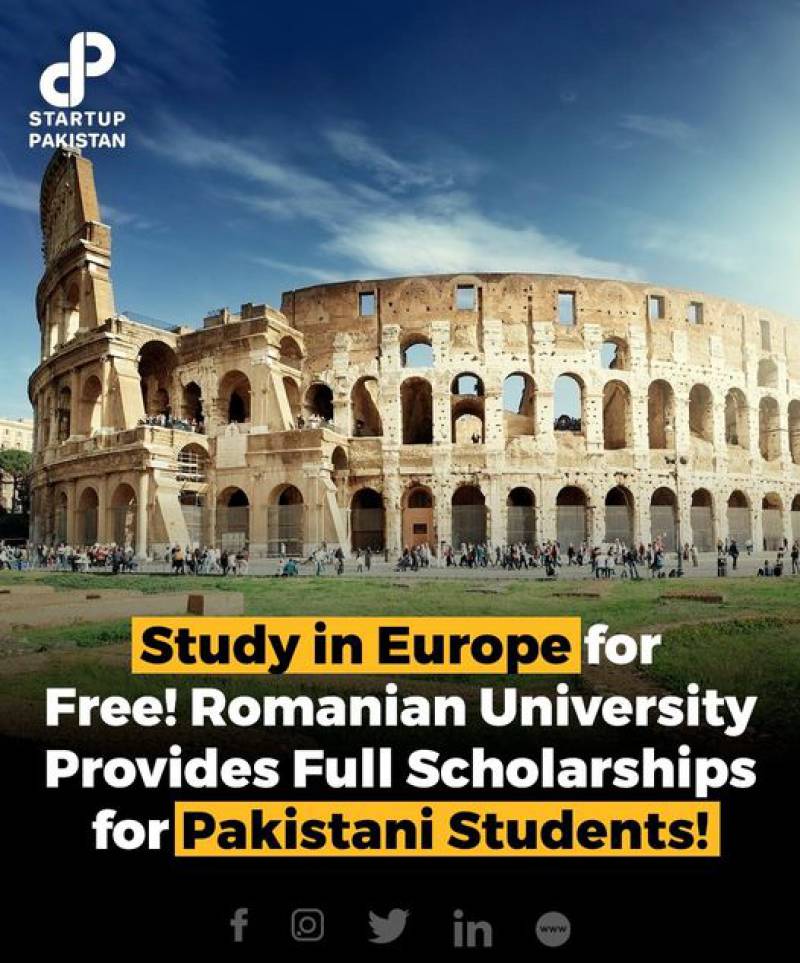 STARTUP
PAKISTAN
Study in Europe for
Free! Romanian University
Provides Full Scholarships
for Pakistani Students!
www